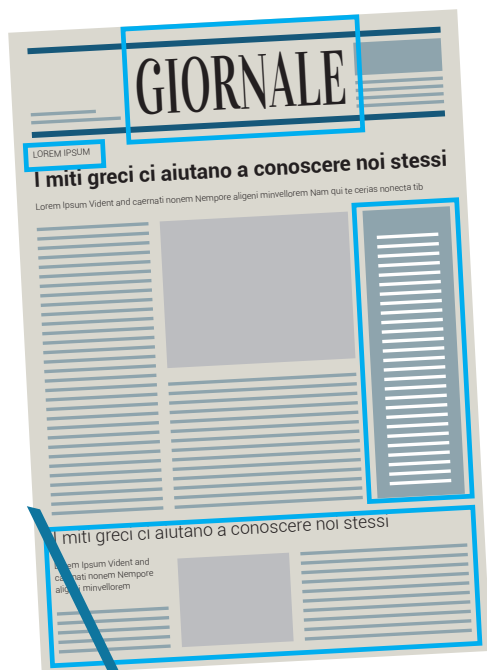 GIORNALE
LOREM IPSUM
I miti greci ci aiutano a conoscere noi stessi
Lorem Ipsum Vident and caernati nonem Nempore aligeni minvellorem Nam qui te cerias nonecta tib
I miti greci ci aiutano a conoscere noi stessi
Lorem Ipsum Vident and
caernati nonem Nempore
aligeni minvellorem